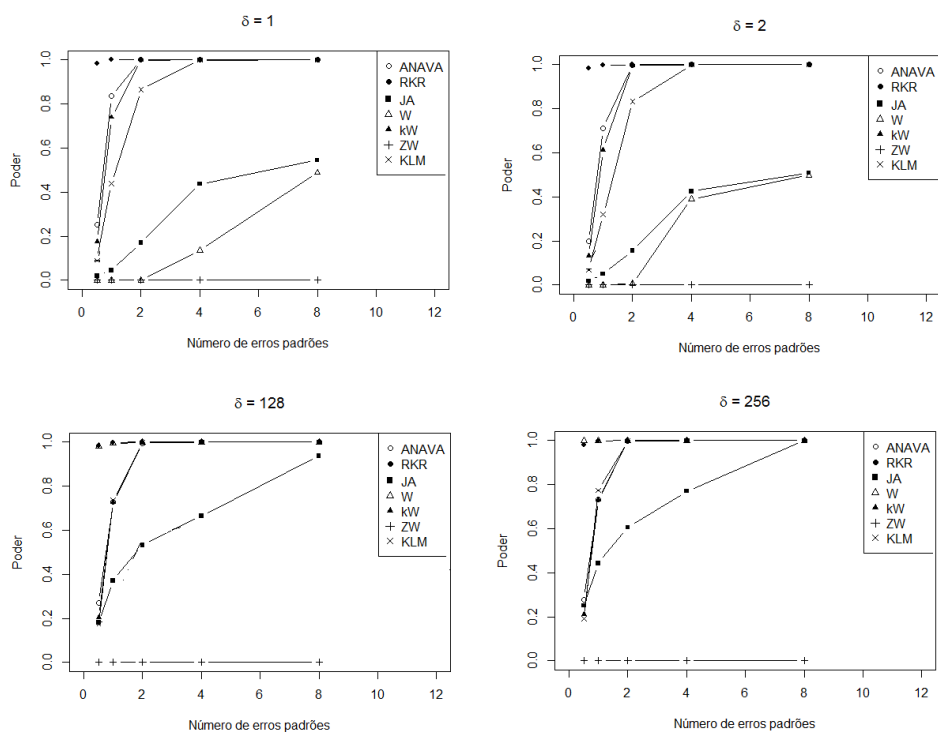 δ = 1
Poder
0.0 0.2 0.4 0.6 0.8 1.0
ANAVA
RKR
JA
W
kW
ZW
KLM
0 2 4 6 8 10 12
Número de erros padrões
δ = 2
Poder
0.0 0.2 0.4 0.6 0.8 1.0
ANAVA
RKR
JA
W
kW
ZW
KLM
0 2 4 6 8 10 12
Número de erros padrões
δ = 128
Poder
0.0 0.2 0.4 0.6 0.8 1.0
ANAVA
RKR
JA
W
kW
ZW
KLM
0 2 4 6 8 10 12
Número de erros padrões
δ = 256
Poder
0.0 0.2 0.4 0.6 0.8 1.0
ANAVA
RKR
JA
W
kW
ZW
KLM
0 2 4 6 8 10 12
Número de erros padrões